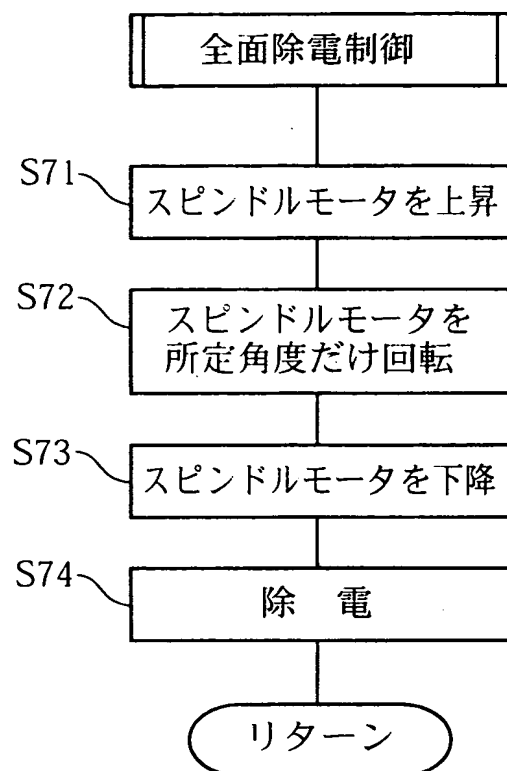 全面除電制御
S71
スピンドルモータを上昇
S72
スピンドルモータを
所定角度だけ回転
S73
スピンドルモータを下降
S74
除 電
リターン